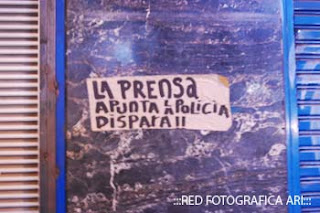 LA PRENSA
APUNTA LA POLICIA
DISPARA!!
:::RED FOTOGRAFICA ARI:::